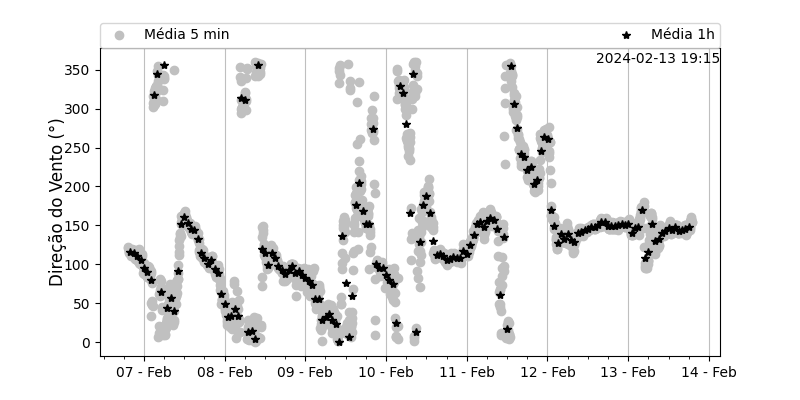 Média 5 min
Média 1h
2024-02-13 19:15
Direção do Vento (°)
350
300
250
200
150
100
50
0
07 - Feb
08 - Feb
09 - Feb
10 - Feb
11 - Feb
12 - Feb
13 - Feb
14 - Feb